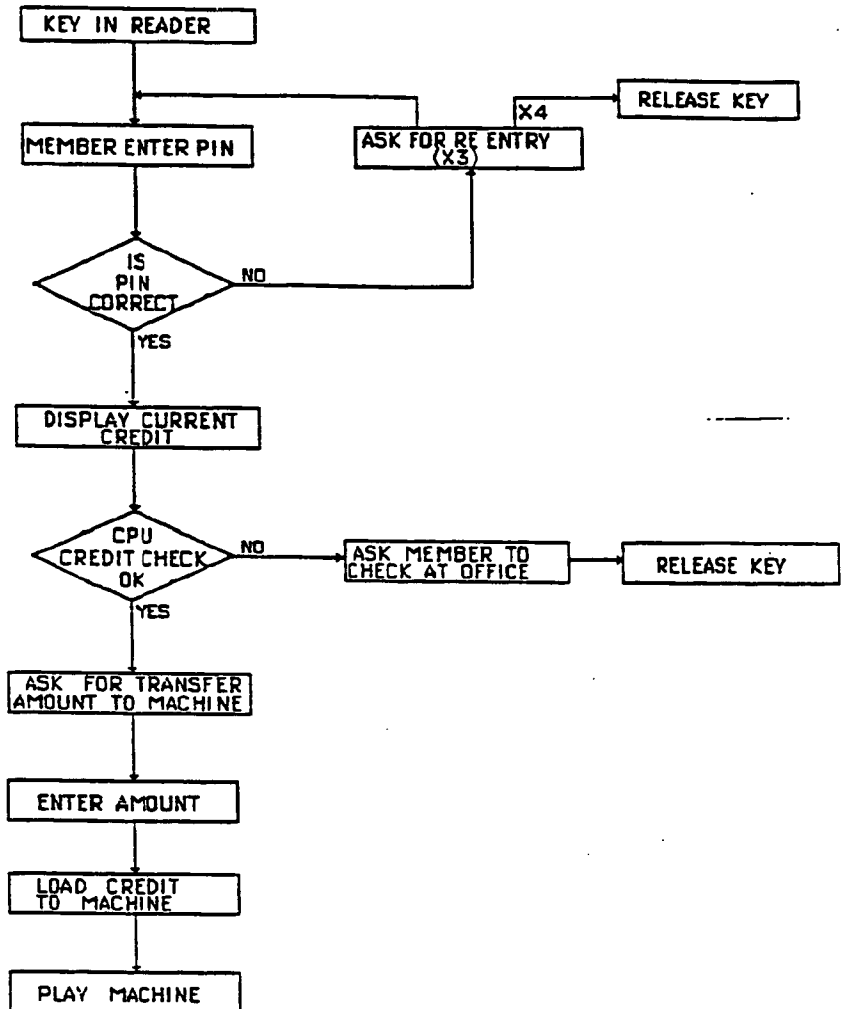 KEY IN READER
RELEASE KEY
X4
MEMBER ENTER PIN
ASK FOR RE ENTRY
(X3)
IS
PIN
CORRECT
NO
YES
DISPLAY CURRENT
CREDIT
CPU
CREDIT CHECK
OK
NO
ASK MEMBER TO
CHECK AT OFFICE
RELEASE KEY
YES
ASK FOR TRANSFER
AMOUNT TO MACHINE
ENTER AMOUNT
LOAD CREDIT
TO MACHINE
PLAY MACHINE